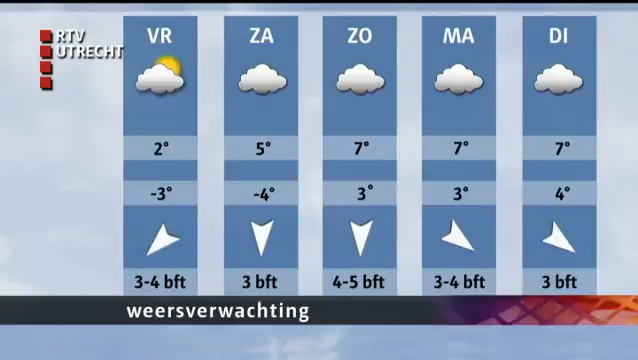 RTV
UTRECHT
VR ZA ZO MA DI
2° 5° 7° 7° 7°
-3° -4° 3° 3° 4°
3-4 bft 3 bft 4-5 bft 3-4 bft 3 bft
weersverwachting